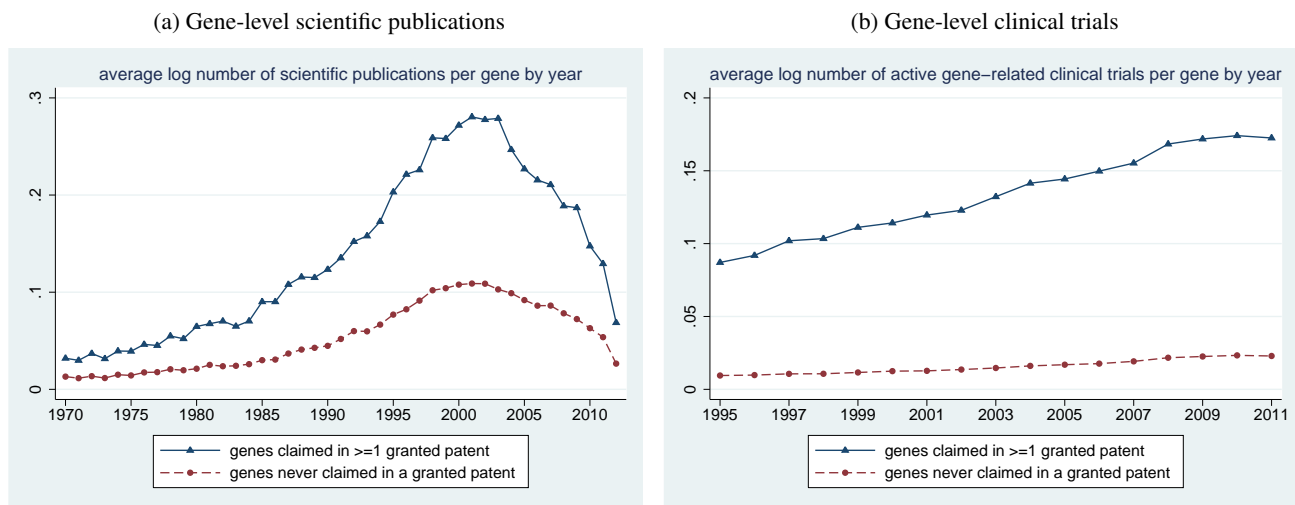 (a) Gene-level scientific publications
average log number of scientific publications per gene by year
.3
.2
.1
0
1970 1975 1980 1985 1990 1995 2000 2005 2010
genes claimed in >=1 granted patent
genes never claimed in a granted patent
(b) Gene-level clinical trials
average log number of active gene−related clinical trials per gene by year
.2
.15
.1
.05
0
1995 1997 1999 2001 2003 2005 2007 2009 2011
genes claimed in >=1 granted patent
genes never claimed in a granted patent